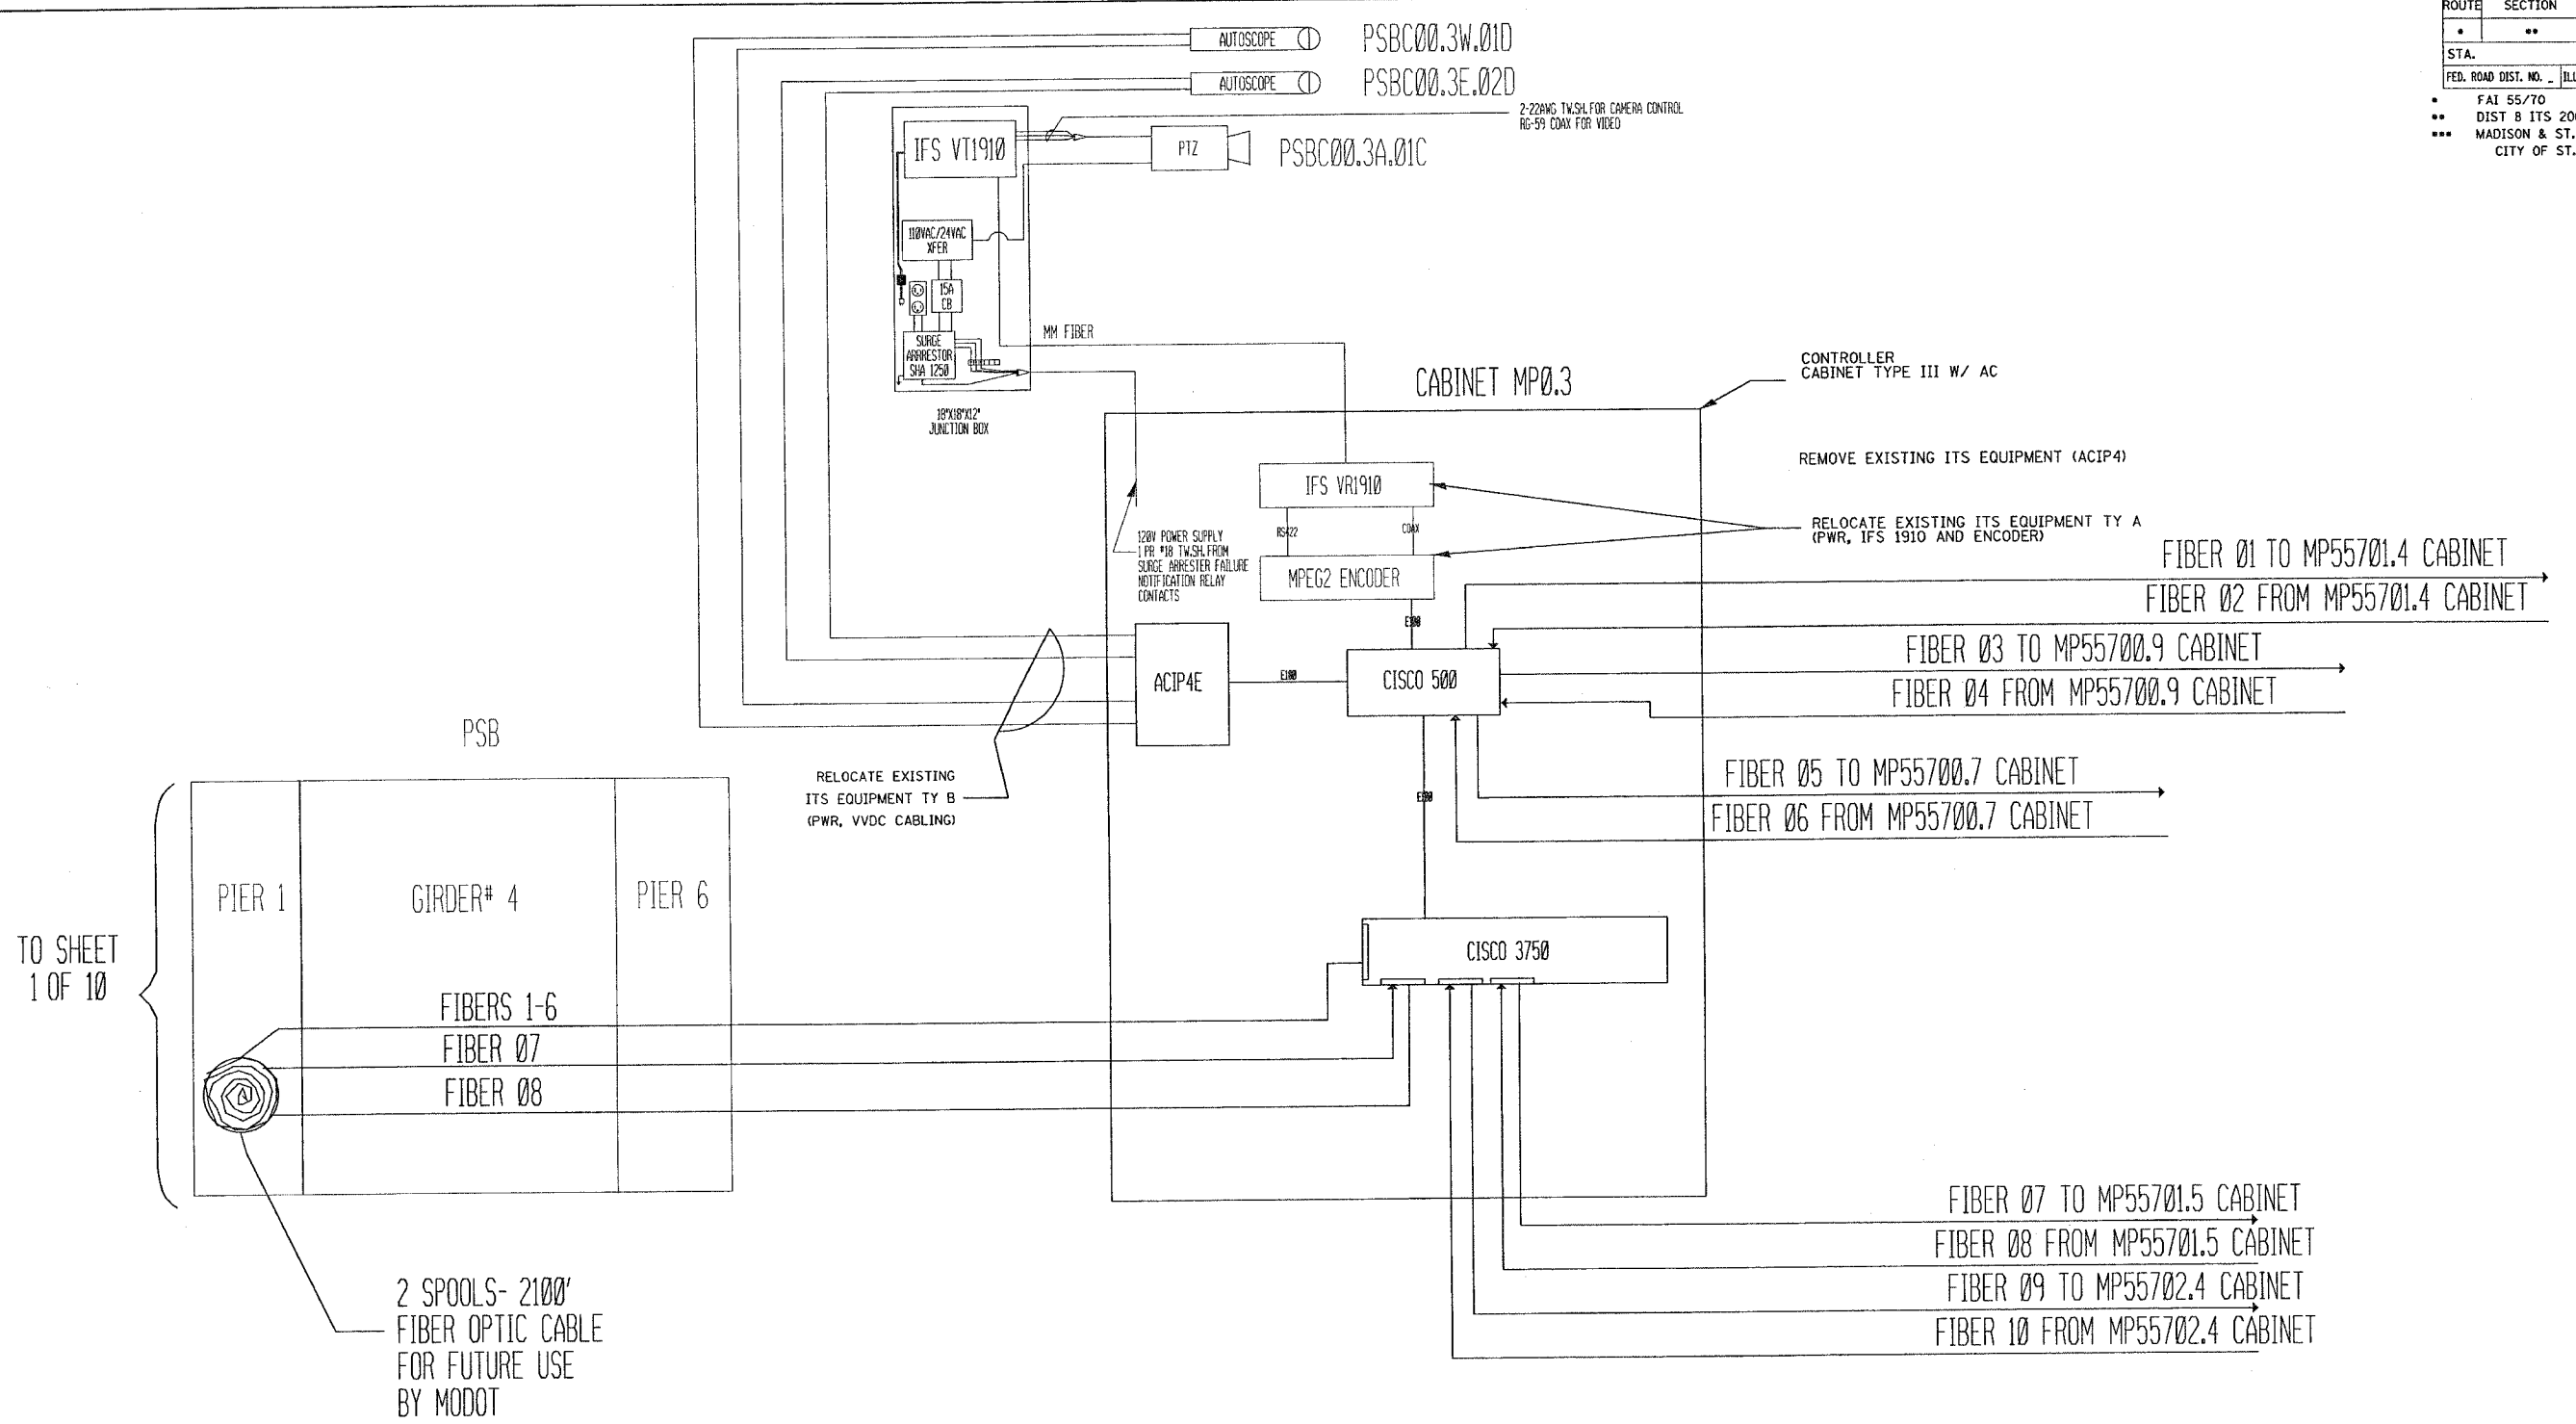 ROUTE SECTION
STA.
FED. ROAD DIST. NO. _
• FAI 55/70
•• DIST 8 ITS
••• MADISON & ST.
CITY OF ST.
AUTOSCOPE PSBC00.3W.01D
AUTOSCOPE PSBC00.3E.02D
2-22AWG TW.SH. FOR CAMERA CONTROL
RG-59 COAX FOR VIDEO
IFS VT1910
PTZ
PSBC00.3A.01C
110VAC/24VAC
XFER
15A
CB
SURGE
ARRRESTOR
SHA 1250
MM FIBER
18"X18"X12"
JUNCTION BOX
CABINET MP0.3
CONTROLLER
CABINET TYPE III W/ AC
REMOVE EXISTING ITS EQUIPMENT (ACIP4)
IFS VR1910
RS422
COAX
RELOCATE EXISTING ITS EQUIPMENT TY A
(PWR, IFS 1910 AND ENCODER)
120V POWER SUPPLY
1 PR #18 TW.SH. FROM
SURGE ARRESTER FAILURE
NOTIFICATION RELAY
CONTACTS
MPEG2 ENCODER
E100
FIBER 01 TO MP55701.4 CABINET
FIBER 02 FROM MP55701.4 CABINET
FIBER 03 TO MP55700.9 CABINET
FIBER 04 FROM MP55700.9 CABINET
ACIP4E
E100
CISCO 500
PSB
RELOCATE EXISTING
ITS EQUIPMENT TY B
(PWR, VVDC CABLING)
E100
FIBER 05 TO MP55700.7 CABINET
FIBER 06 FROM MP55700.7 CABINET
PIER 1
GIRDER# 4
PIER 6
TO SHEET
1 OF 10
CISCO 3750
FIBERS 1-6
FIBER 07
FIBER 08
FIBER 07 TO MP55701.5 CABINET
FIBER 08 FROM MP55701.5 CABINET
FIBER 09 TO MP55702.4 CABINET
FIBER 10 FROM MP55702.4 CABINET
2 SPOOLS- 2100'
FIBER OPTIC CABLE
FOR FUTURE USE
BY MODOT